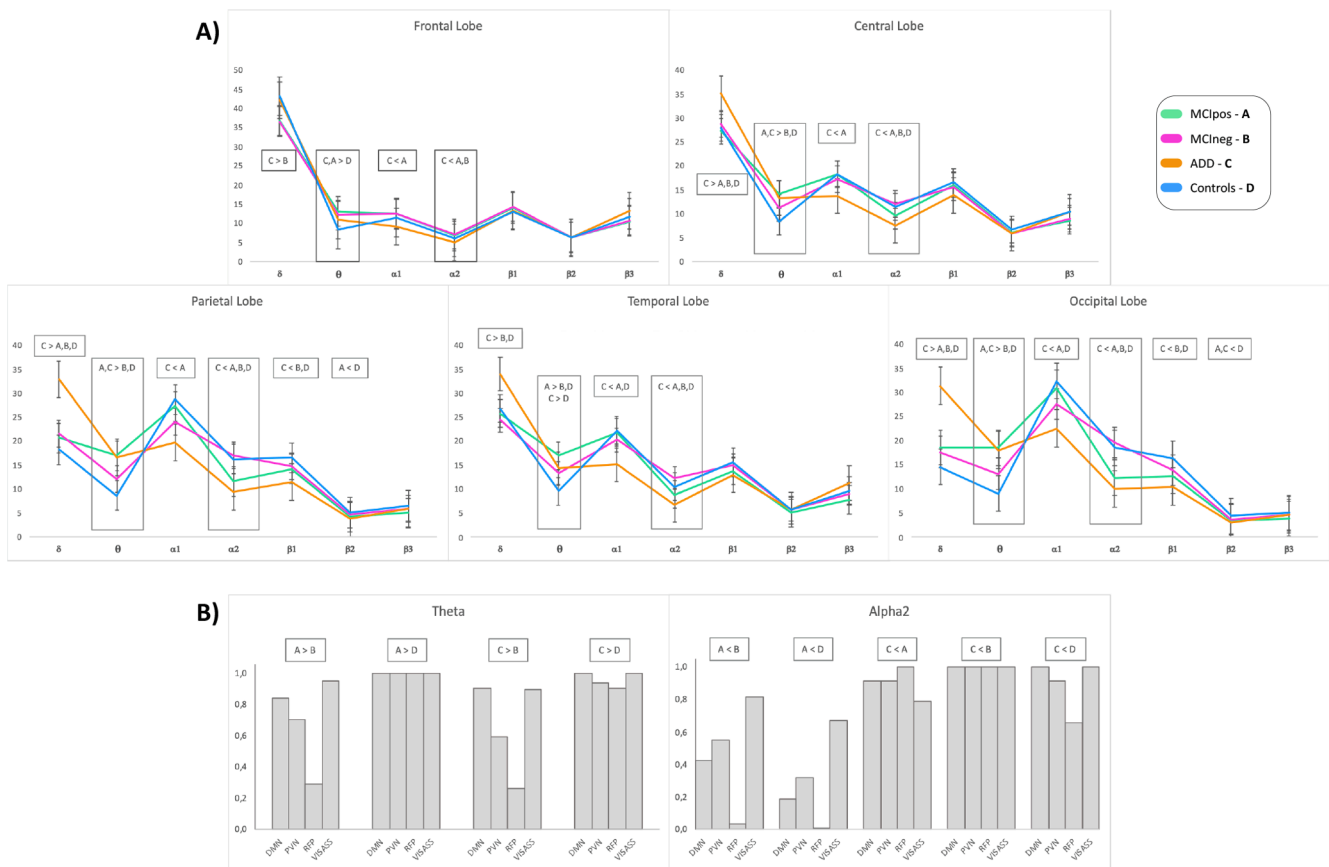 A)
Frontal Lobe
50
45
40
35
30
25
20
15
10
5
0
C > B
C,A > D
C < A
C < A,B
δ θ α1 α2 β1 β2 β3
Central Lobe
40
35
30
25
20
15
10
5
0
C > A,B,D
A,C > B,D
C < A
C < A,B,D
δ θ α1 α2 β1 β2 β3
MCIpos - A
MCIneg - B
ADD - C
Controls - D
Parietal Lobe
40
35
30
25
20
15
10
5
0
C > A,B,D
A,C > B,D
C < A
C < A,B,D
C < B,D
A < D
δ θ α1 α2 β1 β2 β3
Temporal Lobe
40
35
30
25
20
15
10
5
0
C > B,D
A > B,D
C > D
C < A,D
C < A,B,D
δ θ α1 α2 β1 β2 β3
Occipital Lobe
40
35
30
25
20
15
10
5
0
C > A,B,D
A,C > B,D
C < A,D
C < A,B,D
C < B,D
A,C < D
δ θ α1 α2 β1 β2 β3
B)
Theta
A > B
A > D
C > B
C > D
1,0
0,8
0,6
0,4
0,2
0,0
DMN PVN RFP VISASS DMN PVN RFP VISASS DMN PVN RFP VISASS DMN PVN RFP VISASS
Alpha2
A < B
A < D
C < A
C < B
C < D
1,0
0,8
0,6
0,4
0,2
0,0
DMN PVN RFP VISASS DMN PVN RFP VISASS DMN PVN RFP VISASS DMN PVN RFP VISASS DMN PVN RFP VISASS